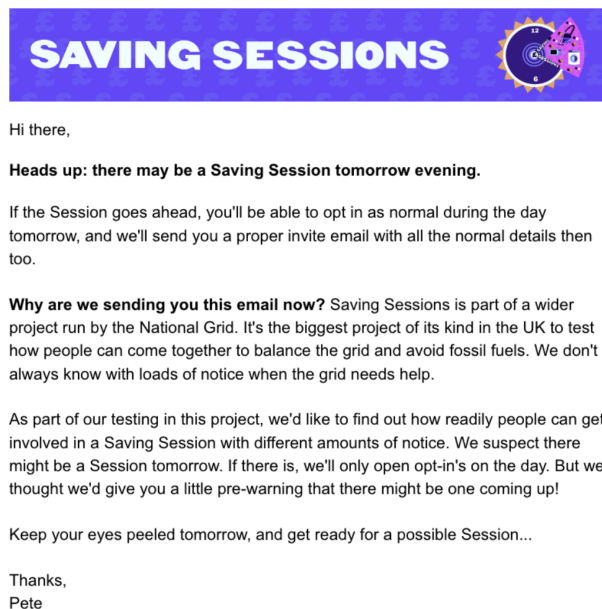 SAVING SESSIONS
12
6
Hi there,
Heads up: there may be a Saving Session tomorrow evening.
If the Session goes ahead, you'll be able to opt in as normal during the day
tomorrow, and we'll send you a proper invite email with all the normal details then
too.
Why are we sending you this email now? Saving Sessions is part of a wider
project run by the National Grid. It's the biggest project of its kind in the UK to test
how people can come together to balance the grid and avoid fossil fuels. We don't
always know with loads of notice when the grid needs help.
As part of our testing in this project, we'd like to find out how readily people can get
involved in a Saving Session with different amounts of notice. We suspect there
might be a Session tomorrow. If there is, we'll only open opt-in's on the day. But we
thought we'd give you a little pre-warning that there might be one coming up!
Keep your eyes peeled tomorrow, and get ready for a possible Session...
Thanks,
Pete